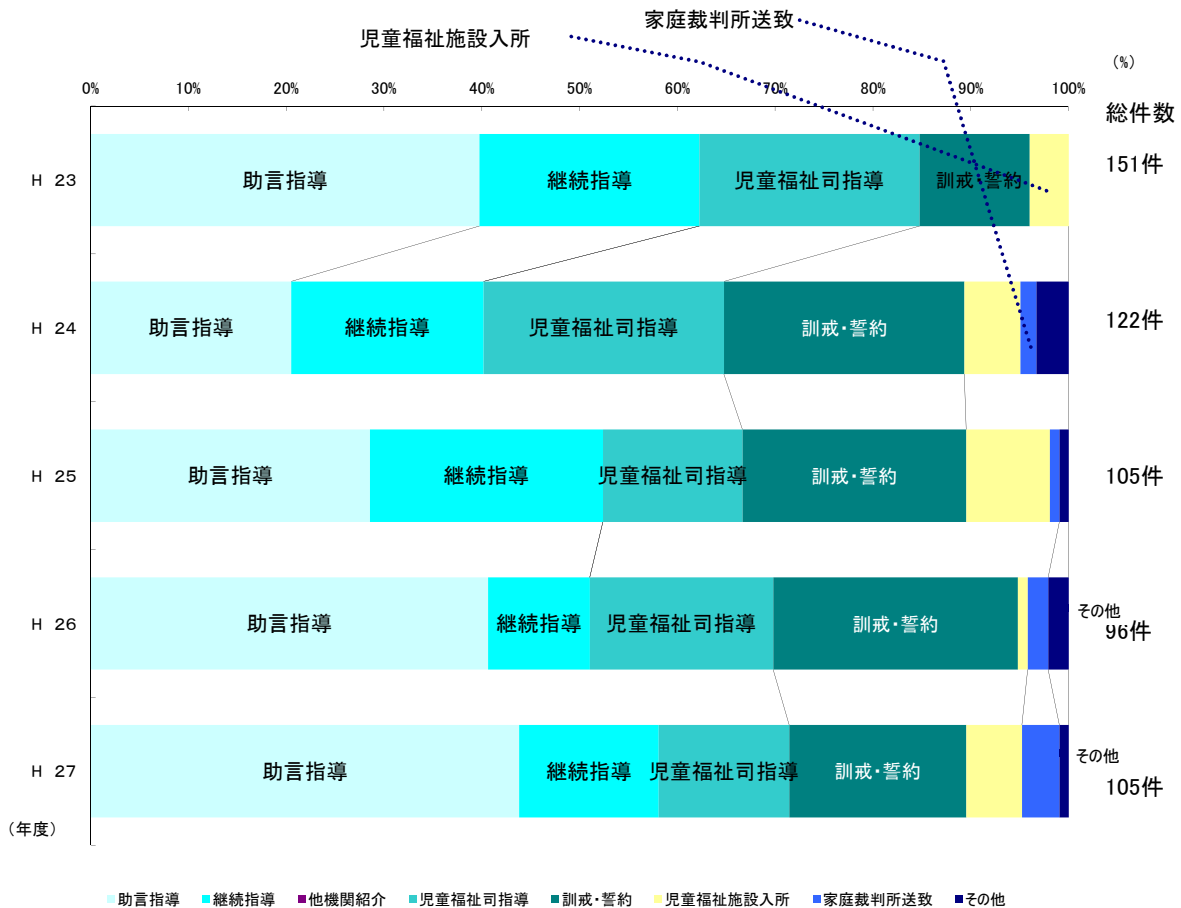 家庭裁判所送致
児童福祉施設入所
(%)
0% 10% 20% 30% 40% 50% 60% 70% 80% 90% 100%
総件数
H 23 助言指導 継続指導 児童福祉司指導 訓戒・誓約 151件
H 24 助言指導 継続指導 児童福祉司指導 訓戒・誓約 122件
H 25 助言指導 継続指導 児童福祉司指導 訓戒・誓約 105件
H 26 助言指導 継続指導 児童福祉司指導 訓戒・誓約 その他
96件
H 27 助言指導 継続指導 児童福祉司指導 訓戒・誓約 その他
105件
(年度)
助言指導 継続指導 他機関紹介 児童福祉司指導 訓戒・誓約 児童福祉施設入所 家庭裁判所送致 その他